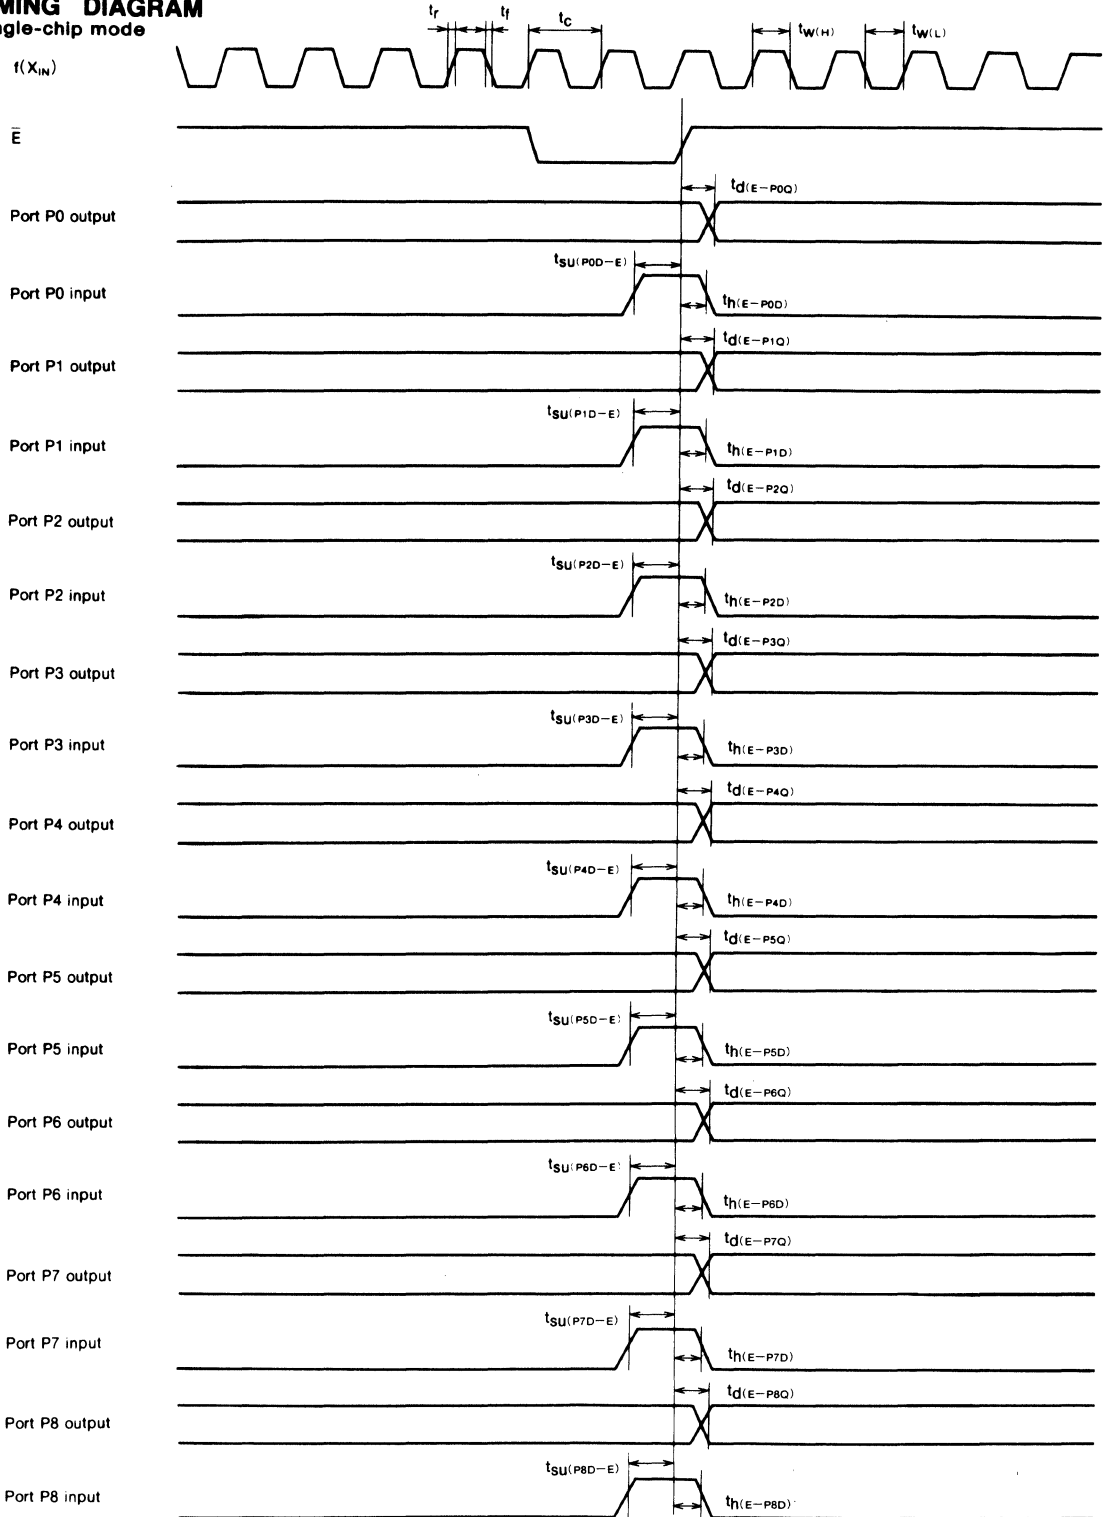 MING DIAGRAM
ngle-chip mode
tr tf tc tW(H) tW(L)
f(XIN)
E̅
td(E−P0Q)
Port P0 output
tsu(P0D−E)
Port P0 input
th(E−P0D)
td(E−P1Q)
Port P1 output
tsu(P1D−E)
Port P1 input
th(E−P1D)
td(E−P2Q)
Port P2 output
tsu(P2D−E)
Port P2 input
th(E−P2D)
td(E−P3Q)
Port P3 output
tsu(P3D−E)
Port P3 input
th(E−P3D)
td(E−P4Q)
Port P4 output
tsu(P4D−E)
Port P4 input
th(E−P4D)
td(E−P5Q)
Port P5 output
tsu(P5D−E)
Port P5 input
th(E−P5D)
td(E−P6Q)
Port P6 output
tsu(P6D−E)
Port P6 input
th(E−P6D)
td(E−P7Q)
Port P7 output
tsu(P7D−E)
Port P7 input
th(E−P7D)
td(E−P8Q)
Port P8 output
tsu(P8D−E)
Port P8 input
th(E−P8D)